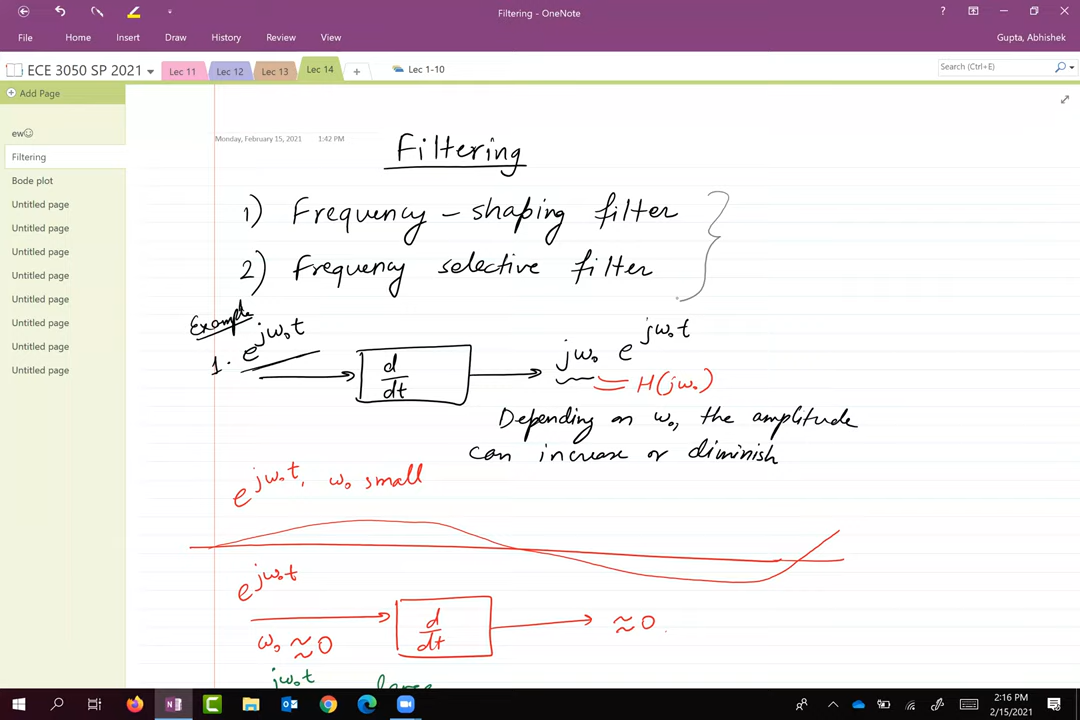 Filtering - OneNote
?
Gupta, Abhishek
File Home Insert Draw History Review View
ECE 3050 SP 2021
Lec 11 Lec 12 Lec 13 Lec 14 + Lec 1-10
Search (Ctrl+E)
Add Page
ew☺
Filtering
Bode plot
Untitled page
Untitled page
Untitled page
Untitled page
Untitled page
Untitled page
Untitled page
Untitled page
Monday, February 15, 2021 1:42 PM
Filtering
1) Frequency - shaping filter
2) Frequency selective filter
Example
1. e^{jω₀t}
d/dt
jω₀ e^{jω₀t}
= H(jω₀)
Depending on ω₀, the amplitude
can increase or diminish
e^{jω₀t}, ω₀ small
e^{jω₀t}
ω₀ ≈ 0
d/dt
≈ 0
jω₀t
2:16 PM
2/15/2021